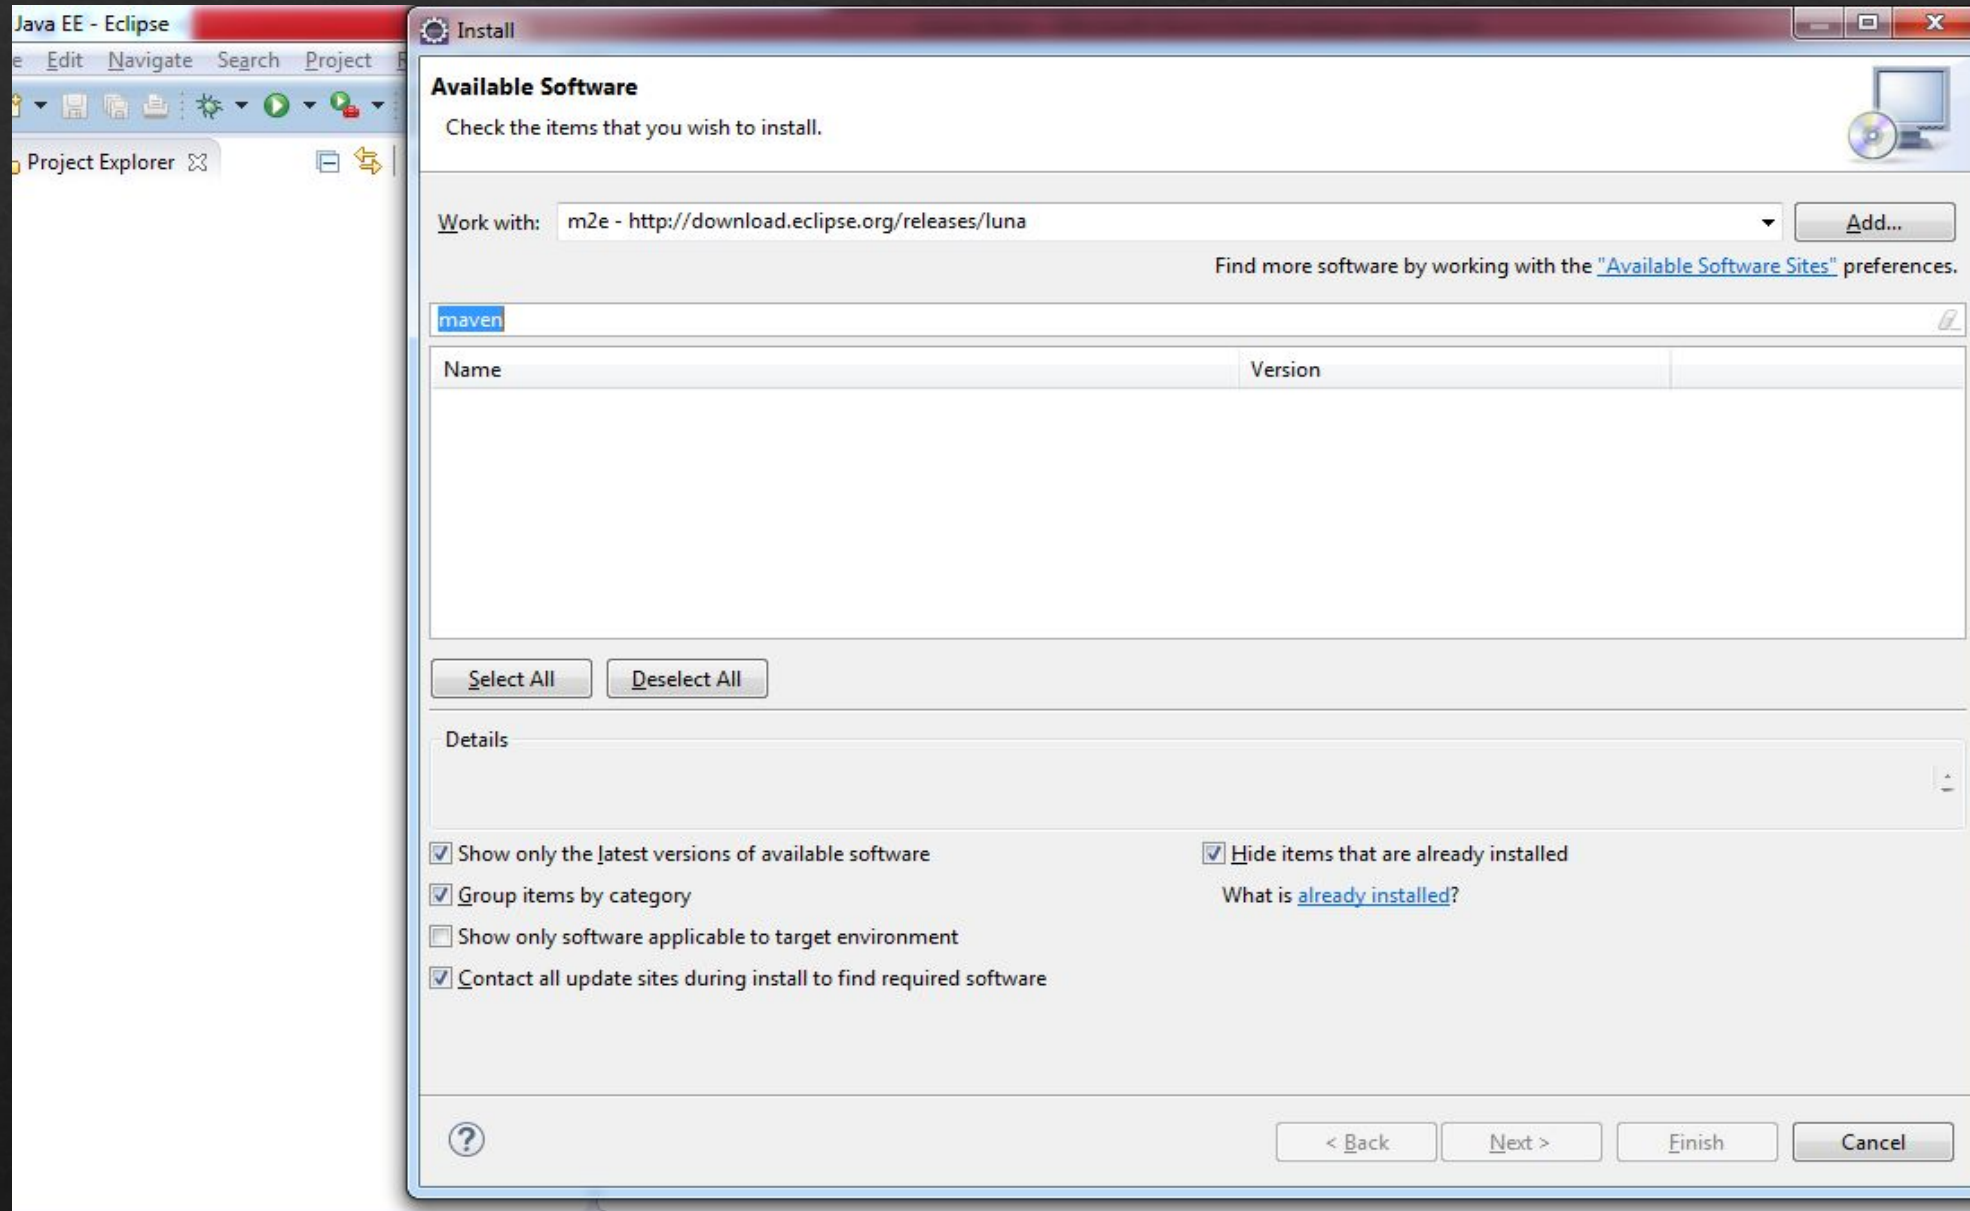 Java EE - Eclipse
Edit Navigate Search Project
Project Explorer
Install
Available Software
Check the items that you wish to install.
Work with: m2e - http://download.eclipse.org/releases/luna Add...
Find more software by working with the "Available Software Sites" preferences.
maven
Name Version
Select All Deselect All
Details
Show only the latest versions of available software Hide items that are already installed
Group items by category What is already installed?
Show only software applicable to target environment
Contact all update sites during install to find required software
? < Back Next > Finish Cancel